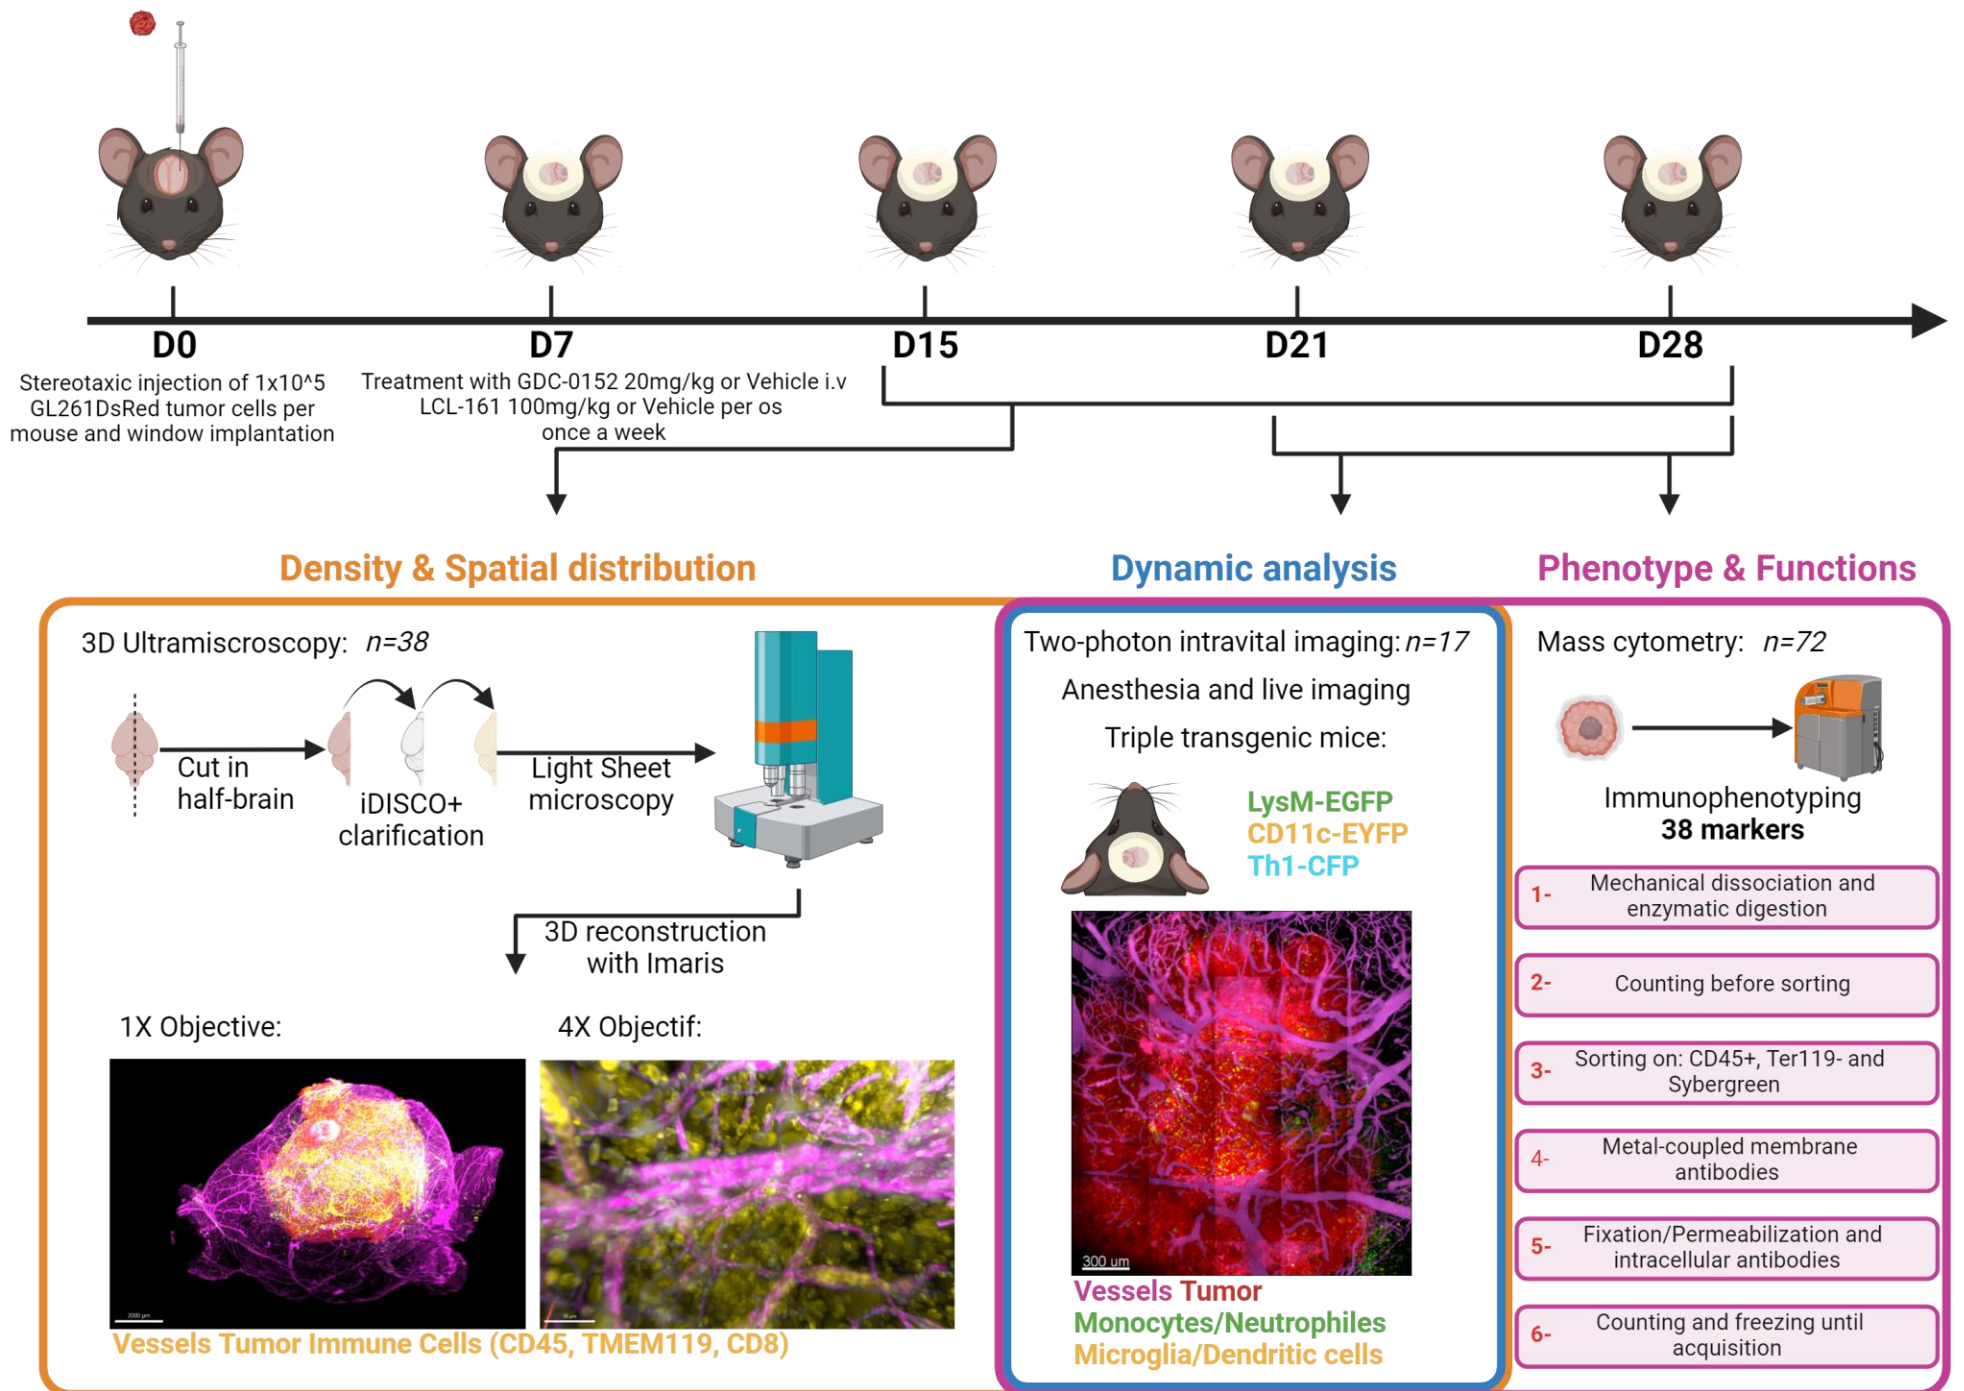 D0
D7
D15
D21
D28
Stereotaxic injection of 1x10^5
GL261DsRed tumor cells per
mouse and window implantation
Treatment with GDC-0152 20mg/kg or Vehicle i.v
LCL-161 100mg/kg or Vehicle per os
once a week
Density & Spatial distribution
3D Ultramiscroscopy: n=38
Cut in
half-brain
iDISCO+
clarification
Light Sheet
microscopy
3D reconstruction
with Imaris
1X Objective:
4X Objectif:
2000 µm
Vessels Tumor Immune Cells (CD45, TMEM119, CD8)
Dynamic analysis
Two-photon intravital imaging: n=17
Anesthesia and live imaging
Triple transgenic mice:
LysM-EGFP
CD11c-EYFP
Th1-CFP
300 um
Vessels Tumor
Monocytes/Neutrophiles
Microglia/Dendritic cells
Phenotype & Functions
Mass cytometry: n=72
Immunophenotyping
38 markers
1- Mechanical dissociation and
enzymatic digestion
2- Counting before sorting
3- Sorting on: CD45+, Ter119- and
Sybergreen
4- Metal-coupled membrane
antibodies
5- Fixation/Permeabilization and
intracellular antibodies
6- Counting and freezing until
acquisition